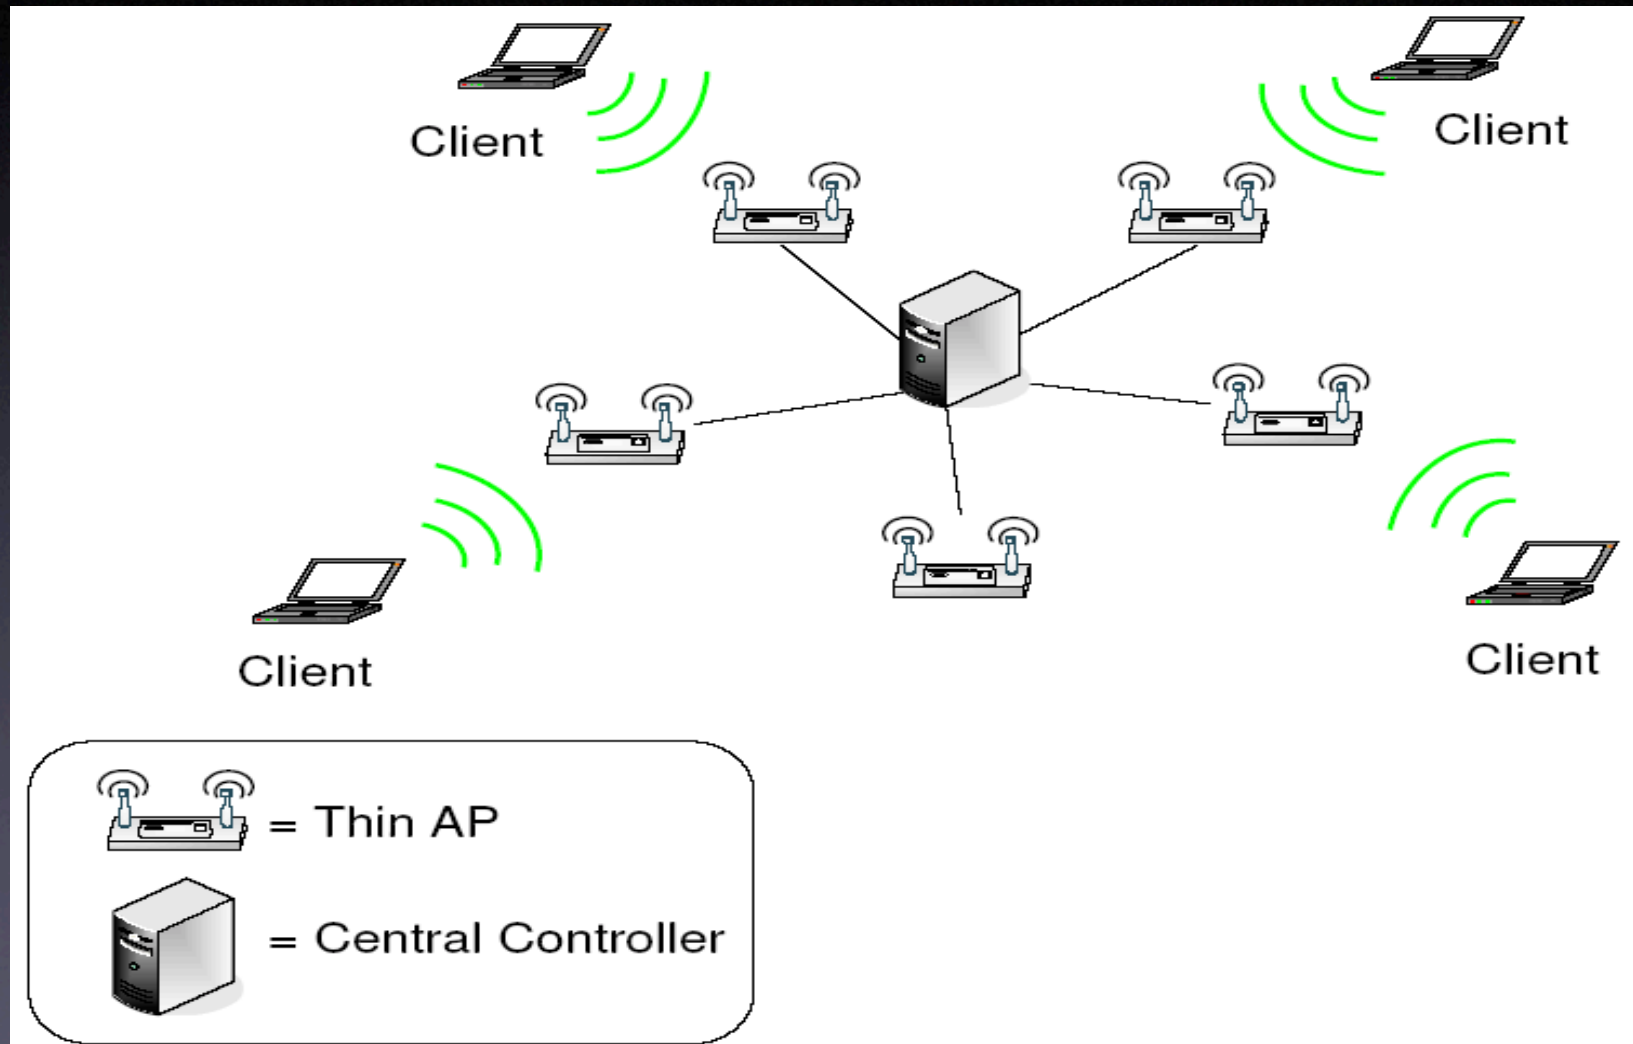 Client
Client
Client
Client
= Thin AP
= Central Controller